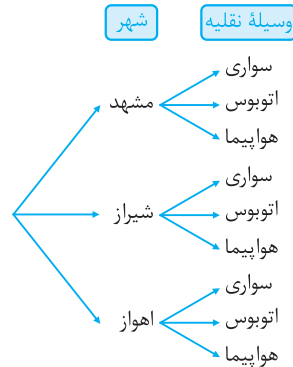 وسیلهٔ نقلیه
شهر
سواری
مشهد
اتوبوس
هواپیما
سواری
شیراز
اتوبوس
هواپیما
سواری
اهواز
اتوبوس
هواپیما